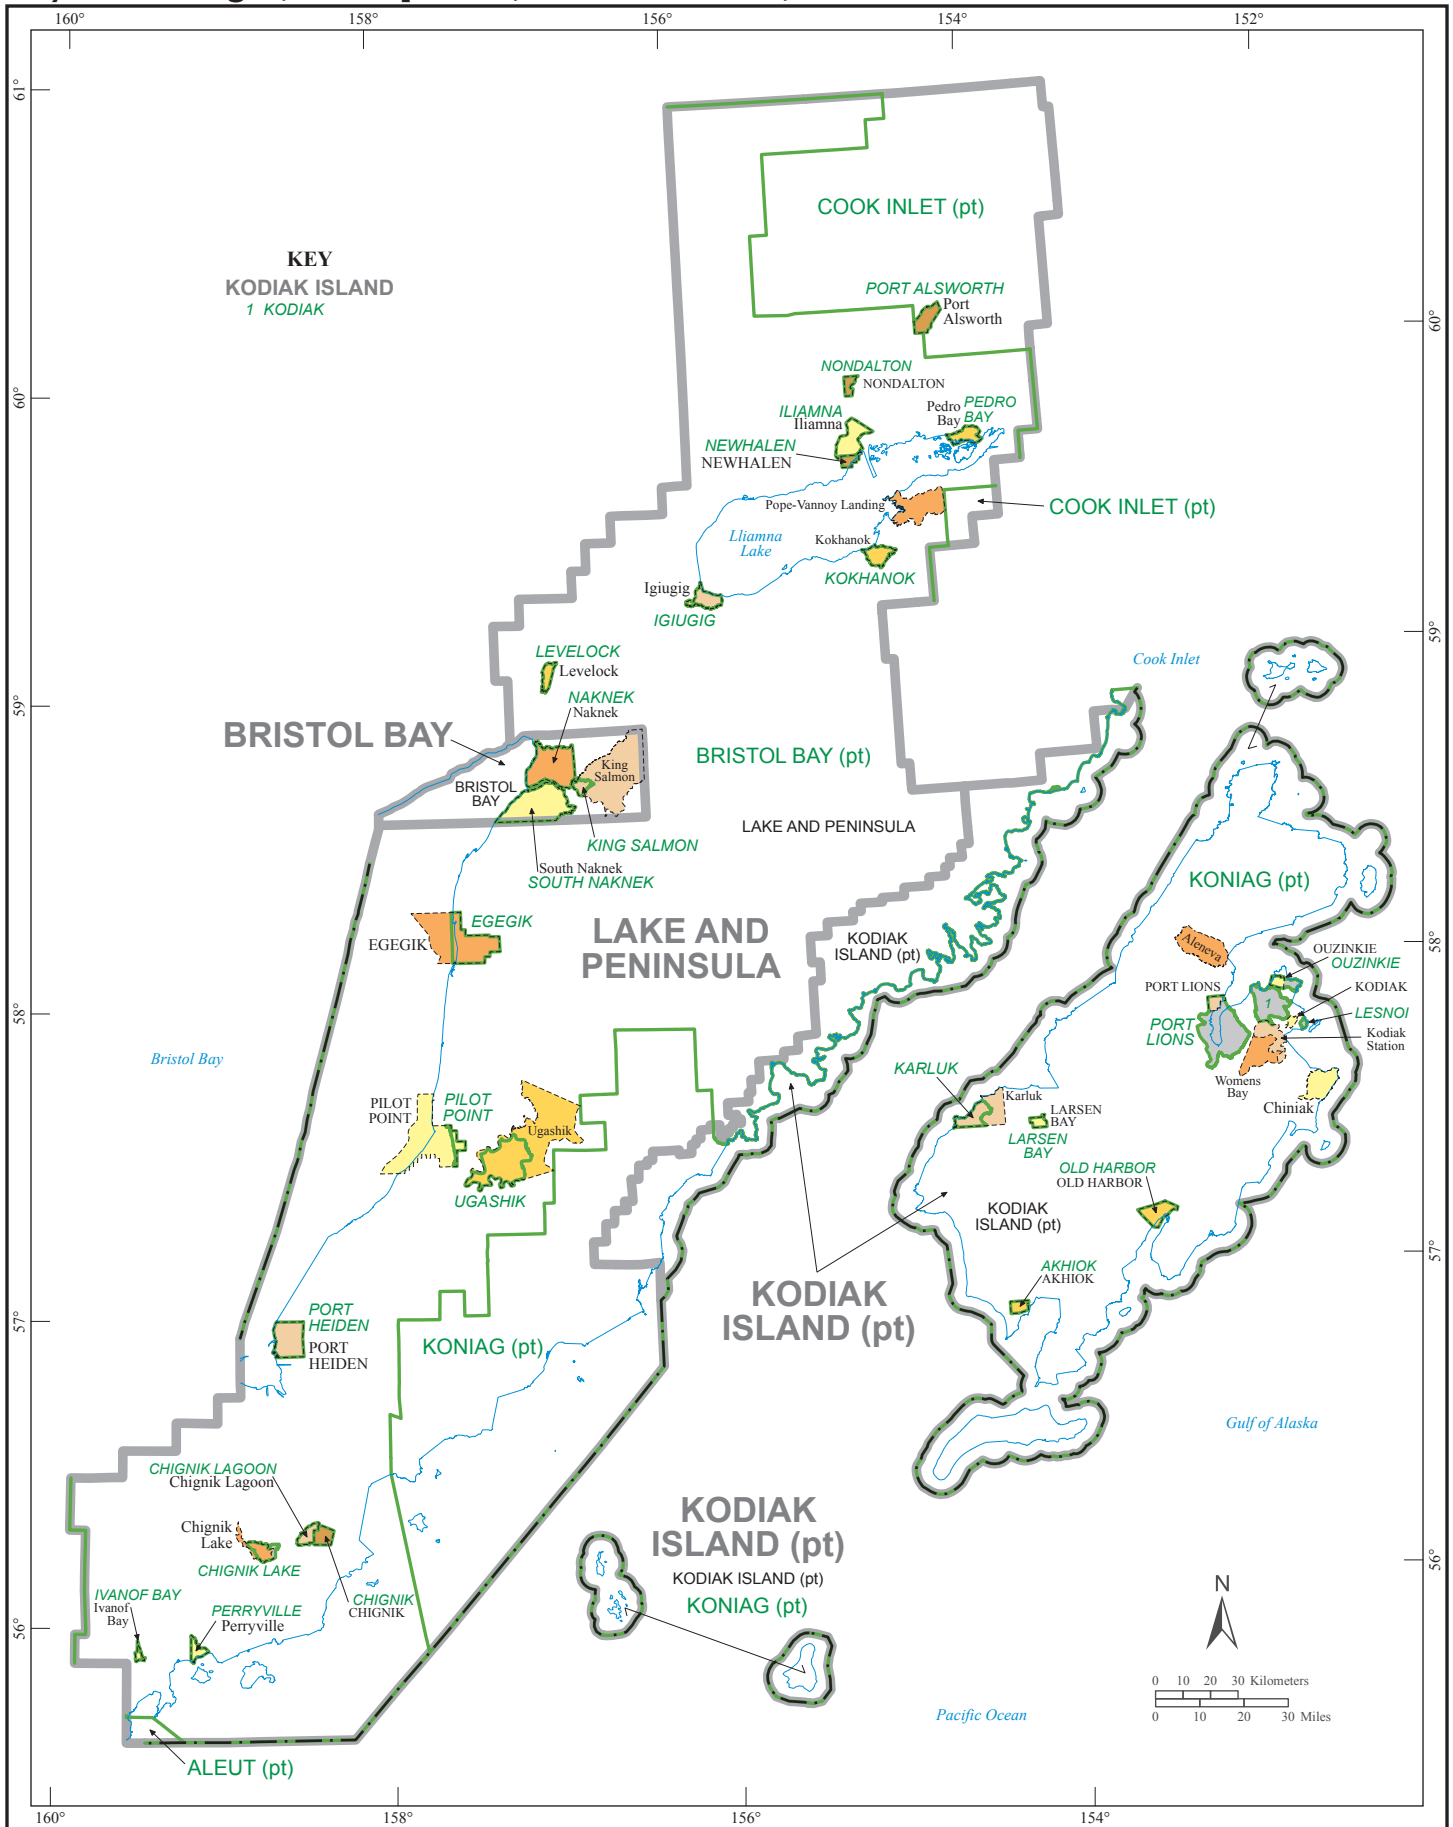 160°
158°
156°
154°
152°
61°
COOK INLET (pt)
KEY
KODIAK ISLAND
1 KODIAK
PORT ALSWORTH
Port
Alsworth
60°
NONDALTON
NONDALTON
60°
ILIAMNA
Iliamna
Pedro
Bay
PEDRO
BAY
NEWHALEN
NEWHALEN
Pope-Vannoy Landing
COOK INLET (pt)
Lliamna
Lake
Kokhanok
KOKHANOK
Igiugig
IGIUGIG
59°
LEVELOCK
Levelock
Cook Inlet
NAKNEK
Naknek
59°
BRISTOL BAY
BRISTOL BAY (pt)
King
Salmon
BRISTOL
BAY
LAKE AND PENINSULA
KING SALMON
South Naknek
SOUTH NAKNEK
KONIAG (pt)
EGEGIK
EGEGIK
LAKE AND
PENINSULA
KODIAK
ISLAND (pt)
Aleneva
58°
OUZINKIE
OUZINKIE
PORT LIONS
KODIAK
1
LESNOI
58°
PORT
LIONS
Kodiak
Station
Bristol Bay
KARLUK
Womens
Bay
Karluk
Chiniak
PILOT
POINT
PILOT
POINT
LARSEN
BAY
Ugashik
LARSEN
BAY
UGASHIK
OLD HARBOR
OLD HARBOR
KODIAK
ISLAND (pt)
57°
AKHIOK
AKHIOK
KODIAK
ISLAND (pt)
57°
PORT
HEIDEN
PORT
HEIDEN
KONIAG (pt)
Gulf of Alaska
CHIGNIK LAGOON
Chignik Lagoon
KODIAK
ISLAND (pt)
KODIAK ISLAND (pt)
KONIAG (pt)
Chignik
Lake
CHIGNIK LAKE
56°
N
IVANOF BAY
Ivanof
Bay
CHIGNIK
CHIGNIK
PERRYVILLE
Perryville
56°
0 10 20 30 Kilometers
0 10 20 30 Miles
Pacific Ocean
ALEUT (pt)
160°
158°
156°
154°